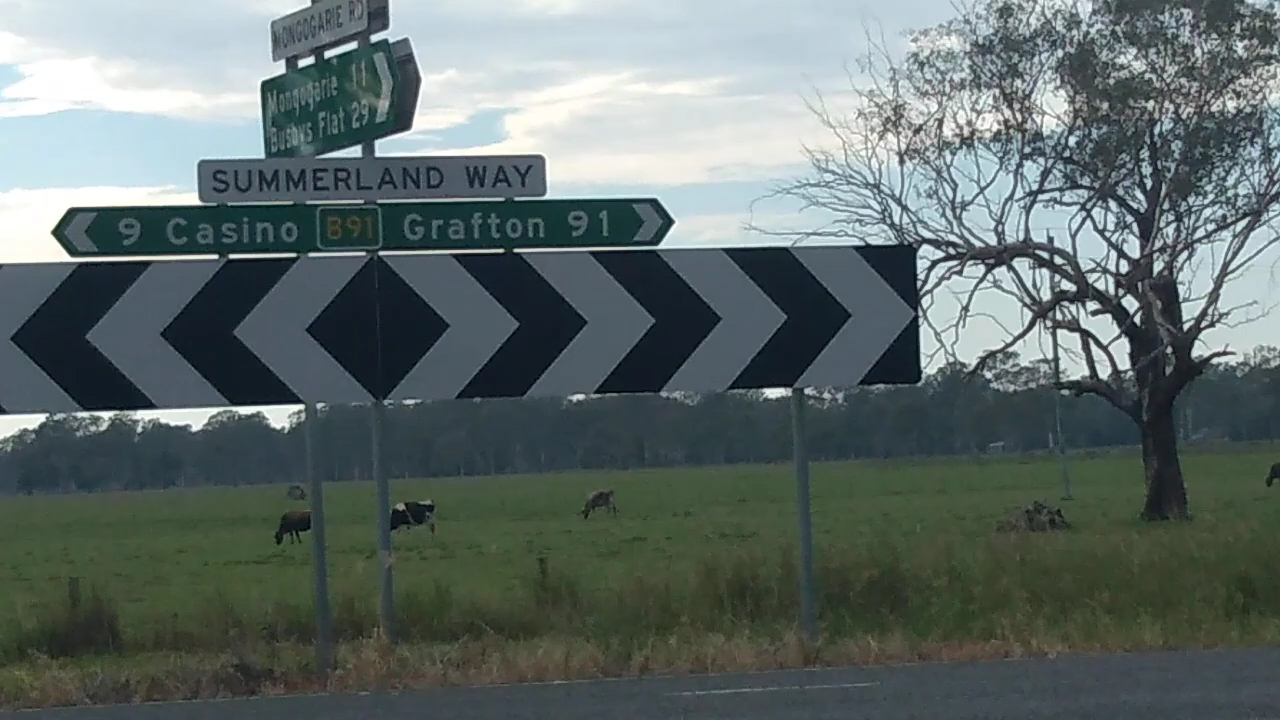 MONGOGARIE RD
Mongogarie 11
Busbys Flat 29
SUMMERLAND WAY
9 Casino B91 Grafton 91